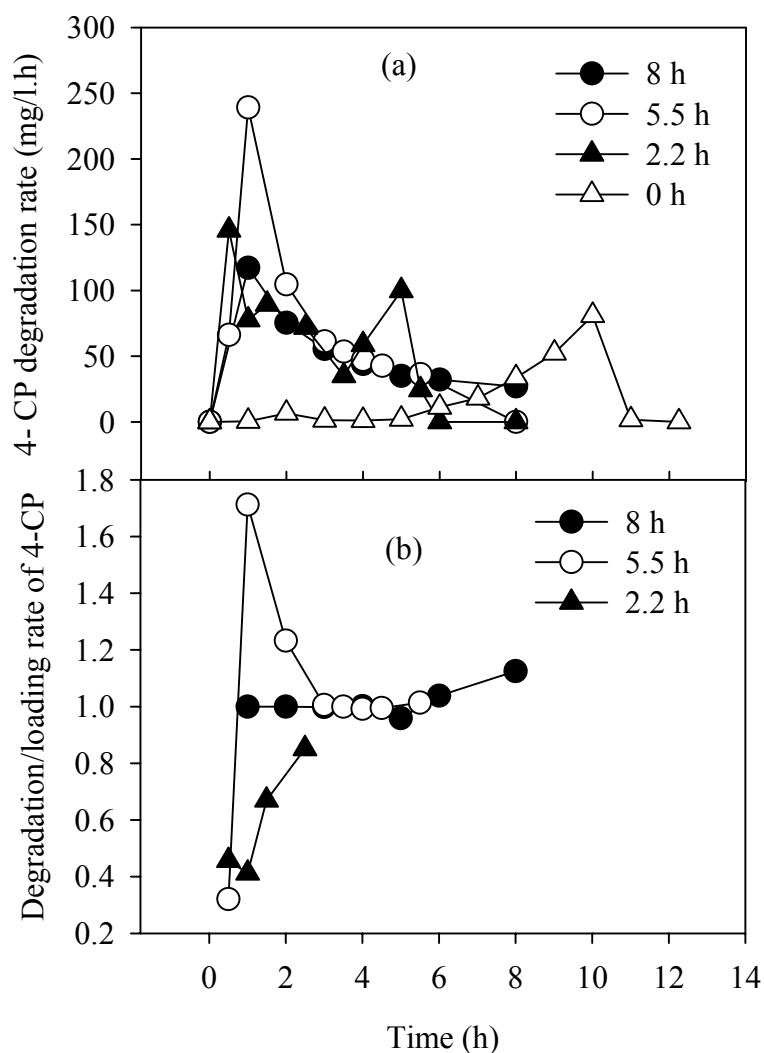 4- CP degradation rate (mg/l.h)
300
250
200
150
100
50
0
(a)
8 h
5.5 h
2.2 h
0 h
Degradation/loading rate of 4-CP
1.8
1.6
1.4
1.2
1.0
0.8
0.6
0.4
0.2
(b)
8 h
5.5 h
2.2 h
0 2 4 6 8 10 12 14
Time (h)